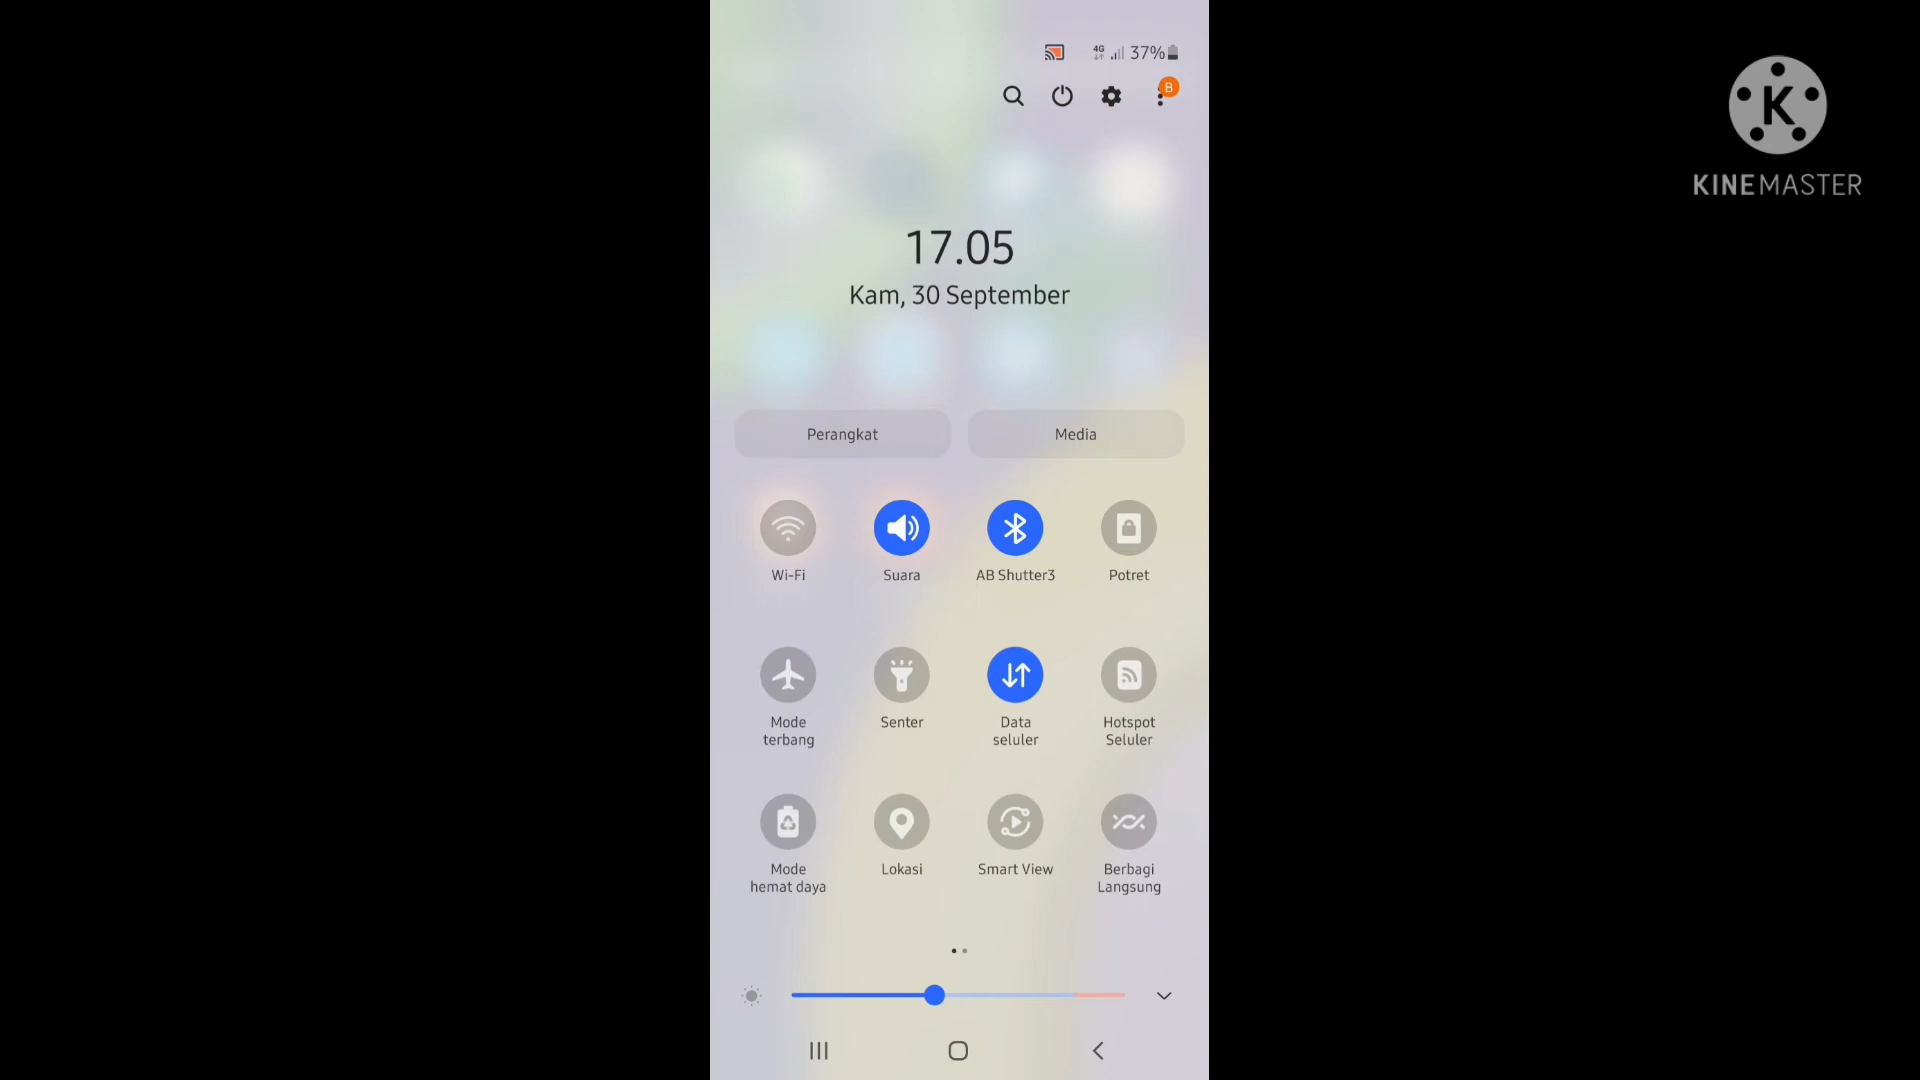 4G 37%
B
K
KINEMASTER
17.05
Kam, 30 September
Perangkat Media
Wi-Fi Suara AB Shutter3 Potret
Mode terbang Senter Data seluler Hotspot Seluler
Mode hemat daya Lokasi Smart View Berbagi Langsung